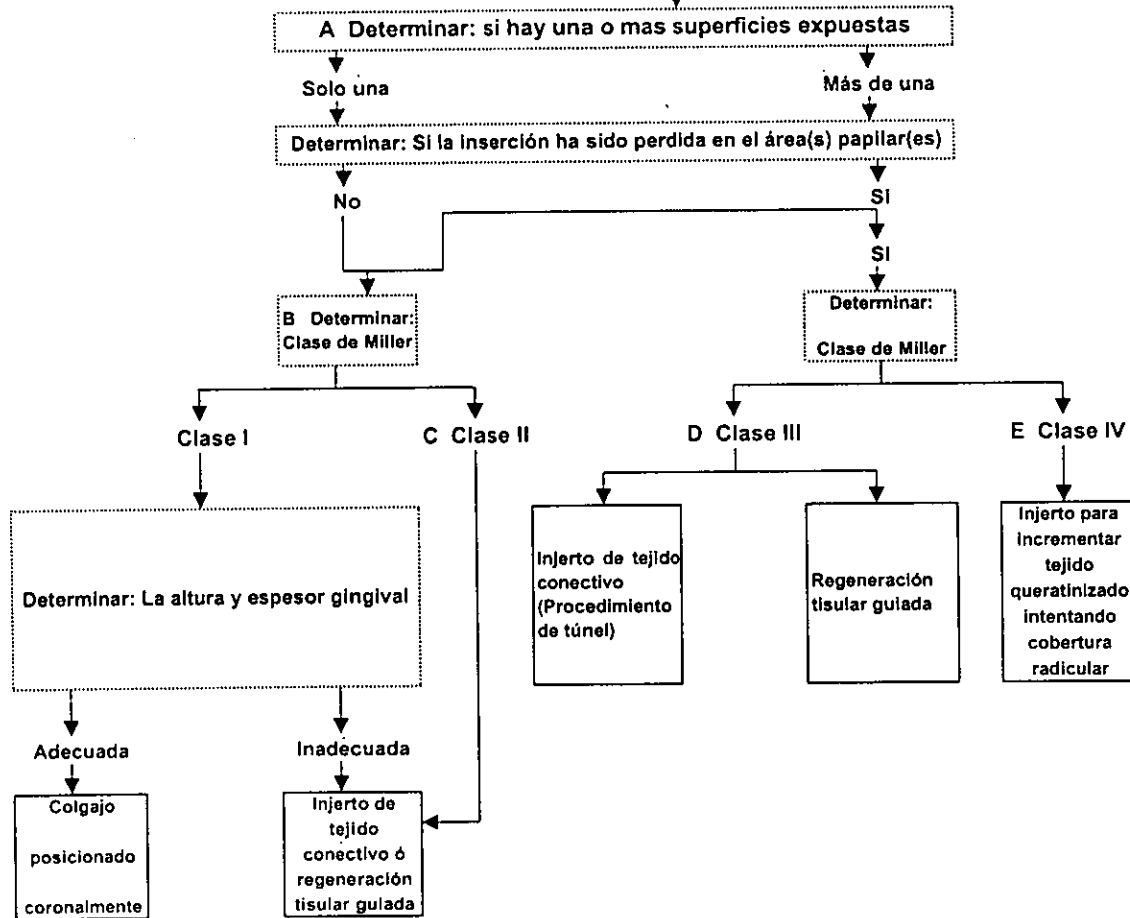 A Determinar: si hay una o mas superficies expuestas
Solo una
Más de una
Determinar: Si la inserción ha sido perdida en el área(s) papilar(es)
No
Si
SI
B Determinar:
Clase de Miller
Determinar:
Clase de Miller
Clase I
C Clase II
D Clase III
E Clase IV
Determinar: La altura y espesor gingival
Injerto de tejido
conectivo
(Procedimiento
de túnel)
Regeneración
tisular guiada
Injerto para
incrementar
tejido
queratinizado
intentando
cobertura
radicular
Adecuada
Inadecuada
Colgajo
posicionado
coronalmente
Injerto de
tejido
conectivo ó
regeneración
tisular guiada